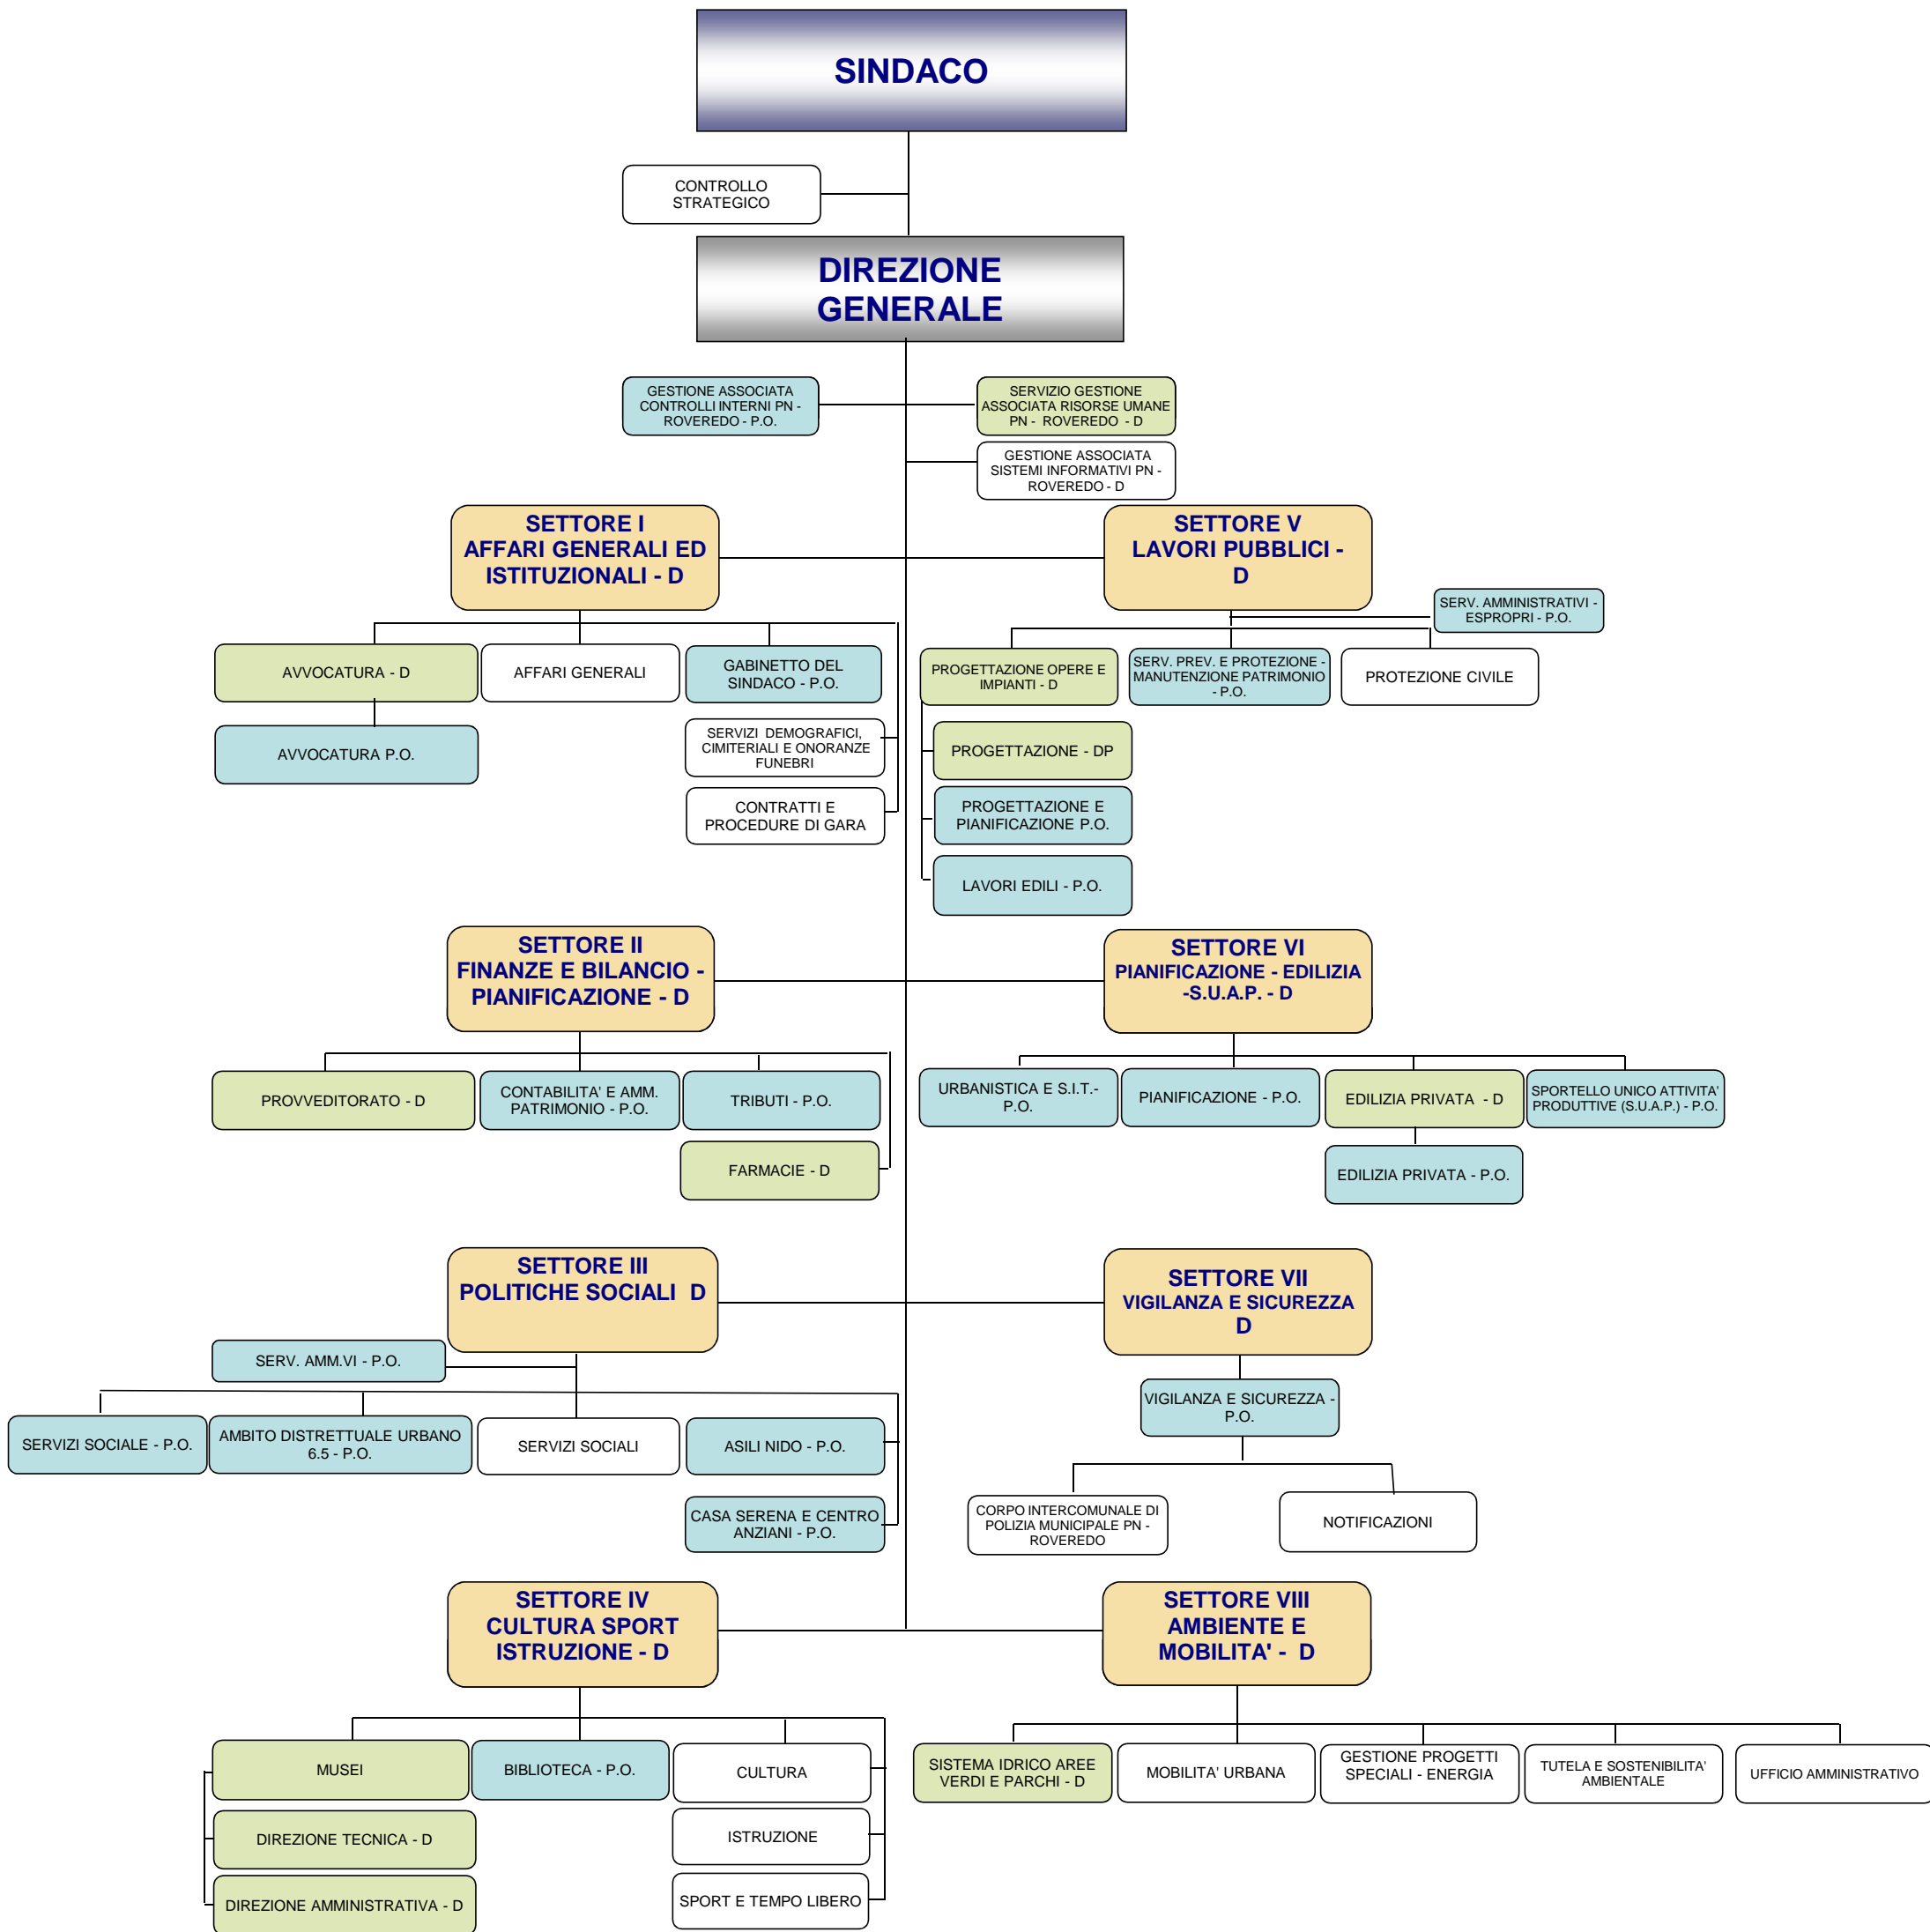 SINDACO
CONTROLLO
STRATEGICO
DIREZIONE
GENERALE
GESTIONE ASSOCIATA
CONTROLLI INTERNI PN -
ROVEREDO - P.O.
SERVIZIO GESTIONE
ASSOCIATA RISORSE UMANE
PN - ROVEREDO - D
GESTIONE ASSOCIATA
SISTEMI INFORMATIVI PN -
ROVEREDO - D
SETTORE I
AFFARI GENERALI ED
ISTITUZIONALI - D
SETTORE V
LAVORI PUBBLICI -
D
SERV. AMMINISTRATIVI -
ESPROPRI - P.O.
AVVOCATURA - D
AFFARI GENERALI
GABINETTO DEL
SINDACO - P.O.
PROGETTAZIONE OPERE E
IMPIANTI - D
SERV. PREV. E PROTEZIONE -
MANUTENZIONE PATRIMONIO
- P.O.
PROTEZIONE CIVILE
AVVOCATURA P.O.
SERVIZI DEMOGRAFICI,
CIMITERIALI E ONORANZE
FUNEBRI
PROGETTAZIONE - DP
CONTRATTI E
PROCEDURE DI GARA
PROGETTAZIONE E
PIANIFICAZIONE P.O.
LAVORI EDILI - P.O.
SETTORE II
FINANZE E BILANCIO -
PIANIFICAZIONE - D
SETTORE VI
PIANIFICAZIONE - EDILIZIA
-S.U.A.P. - D
PROVVEDITORATO - D
CONTABILITA' E AMM.
PATRIMONIO - P.O.
TRIBUTI - P.O.
URBANISTICA E S.I.T.-
P.O.
PIANIFICAZIONE - P.O.
EDILIZIA PRIVATA - D
SPORTELLO UNICO ATTIVITA'
PRODUTTIVE (S.U.A.P.) - P.O.
FARMACIE - D
EDILIZIA PRIVATA - P.O.
SETTORE III
POLITICHE SOCIALI D
SETTORE VII
VIGILANZA E SICUREZZA
D
SERV. AMM.VI - P.O.
VIGILANZA E SICUREZZA -
P.O.
SERVIZI SOCIALE - P.O.
AMBITO DISTRETTUALE URBANO
6.5 - P.O.
SERVIZI SOCIALI
ASILI NIDO - P.O.
CASA SERENA E CENTRO
ANZIANI - P.O.
CORPO INTERCOMUNALE DI
POLIZIA MUNICIPALE PN -
ROVEREDO
NOTIFICAZIONI
SETTORE IV
CULTURA SPORT
ISTRUZIONE - D
SETTORE VIII
AMBIENTE E
MOBILITA' - D
MUSEI
BIBLIOTECA - P.O.
CULTURA
SISTEMA IDRICO AREE
VERDI E PARCHI - D
MOBILITA' URBANA
GESTIONE PROGETTI
SPECIALI - ENERGIA
TUTELA E SOSTENIBILITA'
AMBIENTALE
UFFICIO AMMINISTRATIVO
DIREZIONE TECNICA - D
ISTRUZIONE
DIREZIONE AMMINISTRATIVA - D
SPORT E TEMPO LIBERO